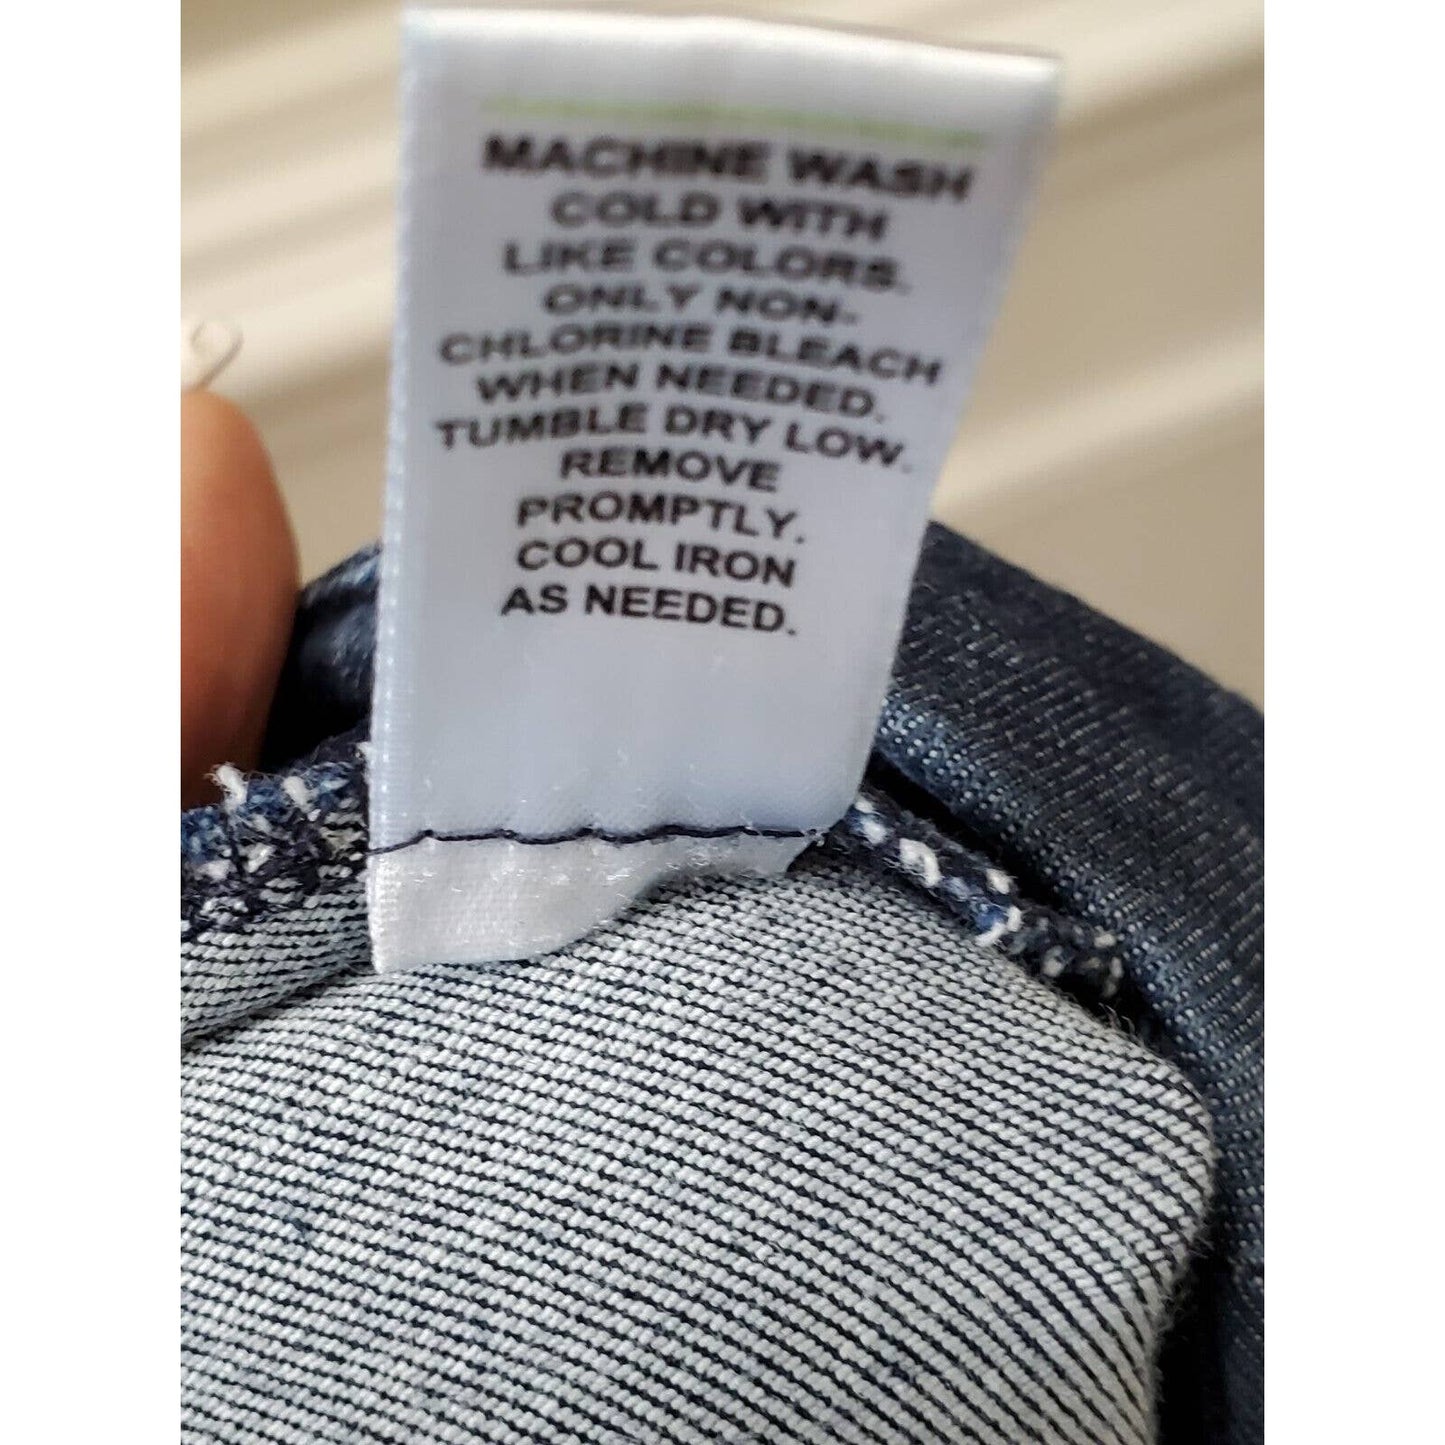 MACHINE WASH
COLD WITH
LIKE COLORS.
ONLY NON-
CHLORINE BLEACH
WHEN NEEDED.
TUMBLE DRY LOW.
REMOVE
PROMPTLY.
COOL IRON
AS NEEDED.